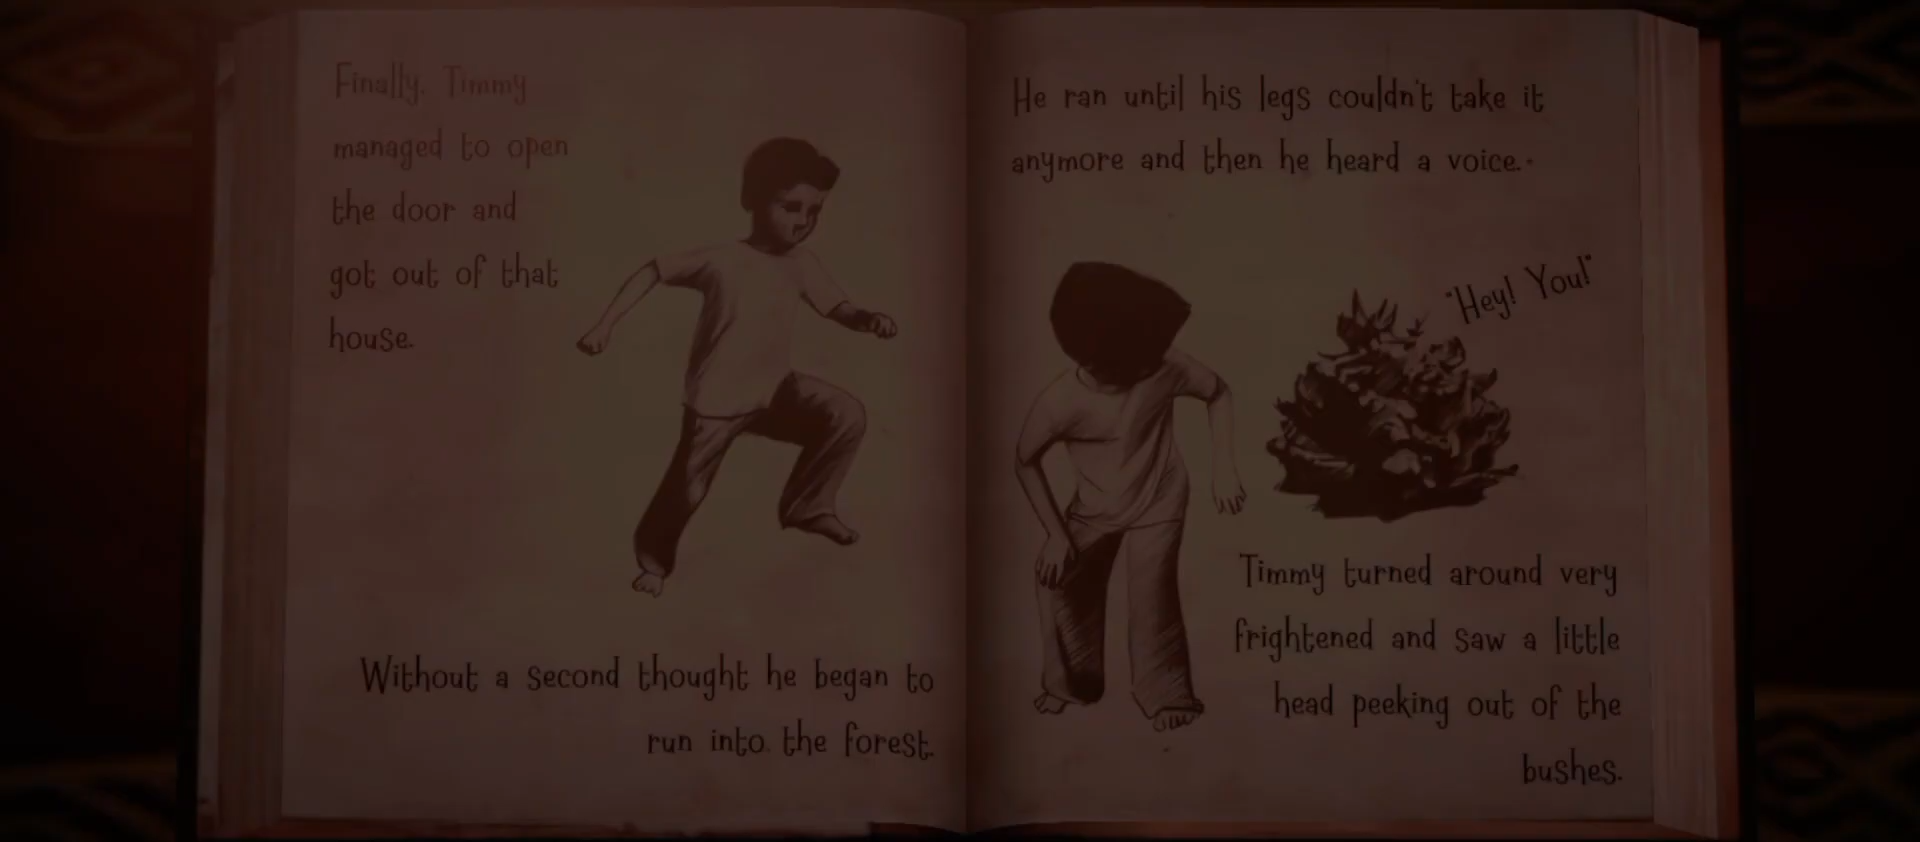 Finally, Timmy
managed to open
the door and
got out of that
house.
Without a second thought he began to
run into the forest.
He ran until his legs couldn't take it
anymore and then he heard a voice.
"Hey! You!"
Timmy turned around very
frightened and saw a little
head peeking out of the
bushes.